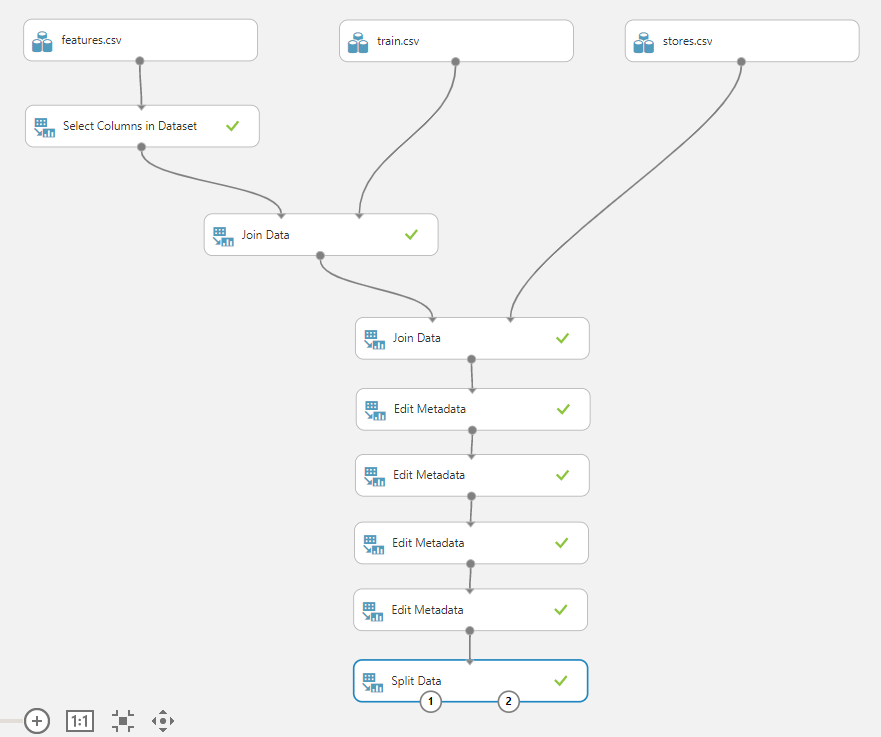 features.csv
train.csv
stores.csv
Select Columns in Dataset
Join Data
Join Data
Edit Metadata
Edit Metadata
Edit Metadata
Edit Metadata
Split Data
1
2
1:1